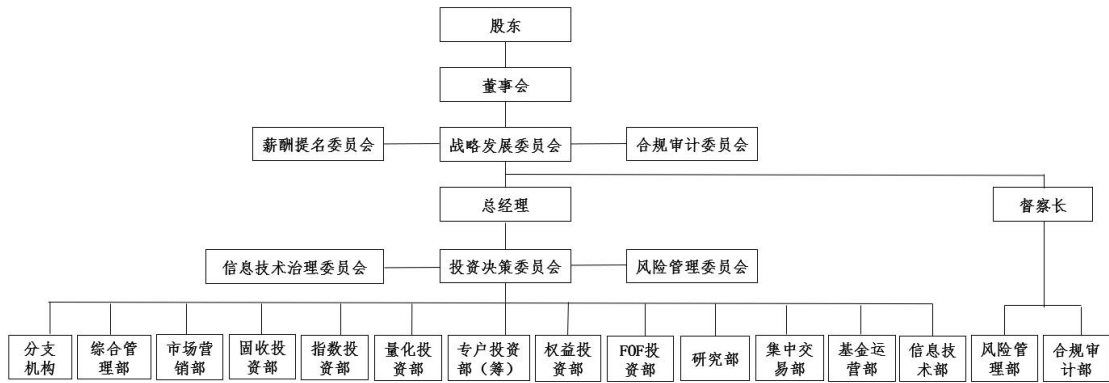 股东
董事会
薪酬提名委员会
战略发展委员会
合规审计委员会
总经理
督察长
信息技术治理委员会
投资决策委员会
风险管理委员会
分支
机构
综合管
理部
市场营
销部
固收投
资部
指数投
资部
量化投
资部
专户投资
部（筹）
权益投
资部
FOF投
资部
研究部
集中交
易部
基金运
营部
信息技
术部
风险管
理部
合规审
计部